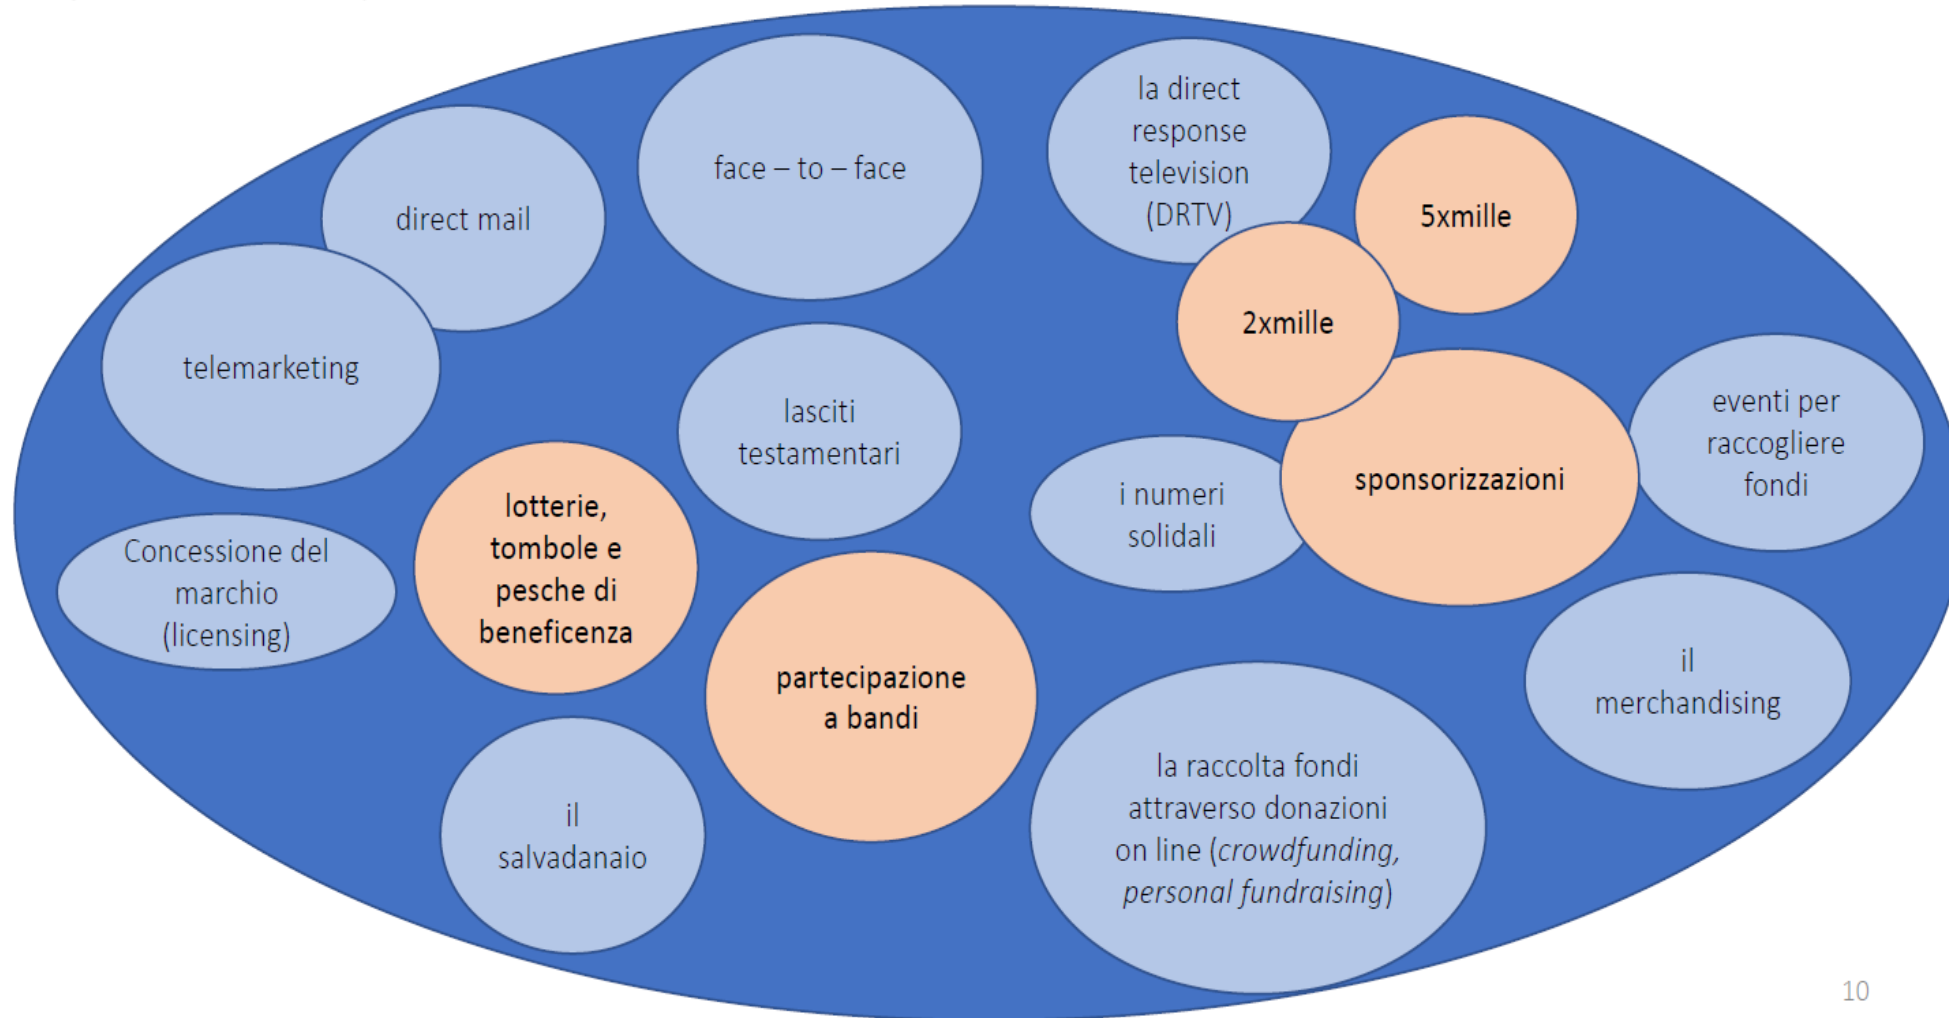 la direct
response
television
(DRTV)
face – to – face
5xmille
direct mail
2xmille
telemarketing
lasciti
testamentari
eventi per
raccogliere
fondi
sponsorizzazioni
i numeri
solidali
lotterie,
tombole e
pesche di
beneficenza
Concessione del
marchio
(licensing)
partecipazione
a bandi
il
merchandising
il
salvadanaio
la raccolta fondi
attraverso donazioni
on line (crowdfunding,
personal fundraising)
10